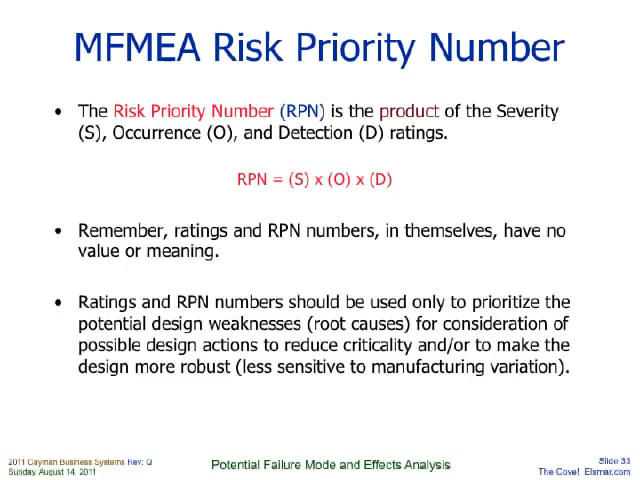 MFMEA Risk Priority Number
• The Risk Priority Number (RPN) is the product of the Severity
(S), Occurrence (O), and Detection (D) ratings.
RPN = (S) x (O) x (D)
• Remember, ratings and RPN numbers, in themselves, have no
value or meaning.
• Ratings and RPN numbers should be used only to prioritize the
potential design weaknesses (root causes) for consideration of
possible design actions to reduce criticality and/or to make the
design more robust (less sensitive to manufacturing variation).
2011 Cayman Business Systems Rev: Q
Sunday, August 14, 2011
Potential Failure Mode and Effects Analysis
Slide 33
The Cove! Elsmar.com